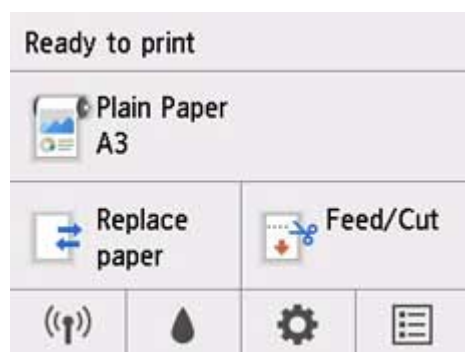 Ready to print
Plain Paper
A3
Replace
paper
Feed/Cut